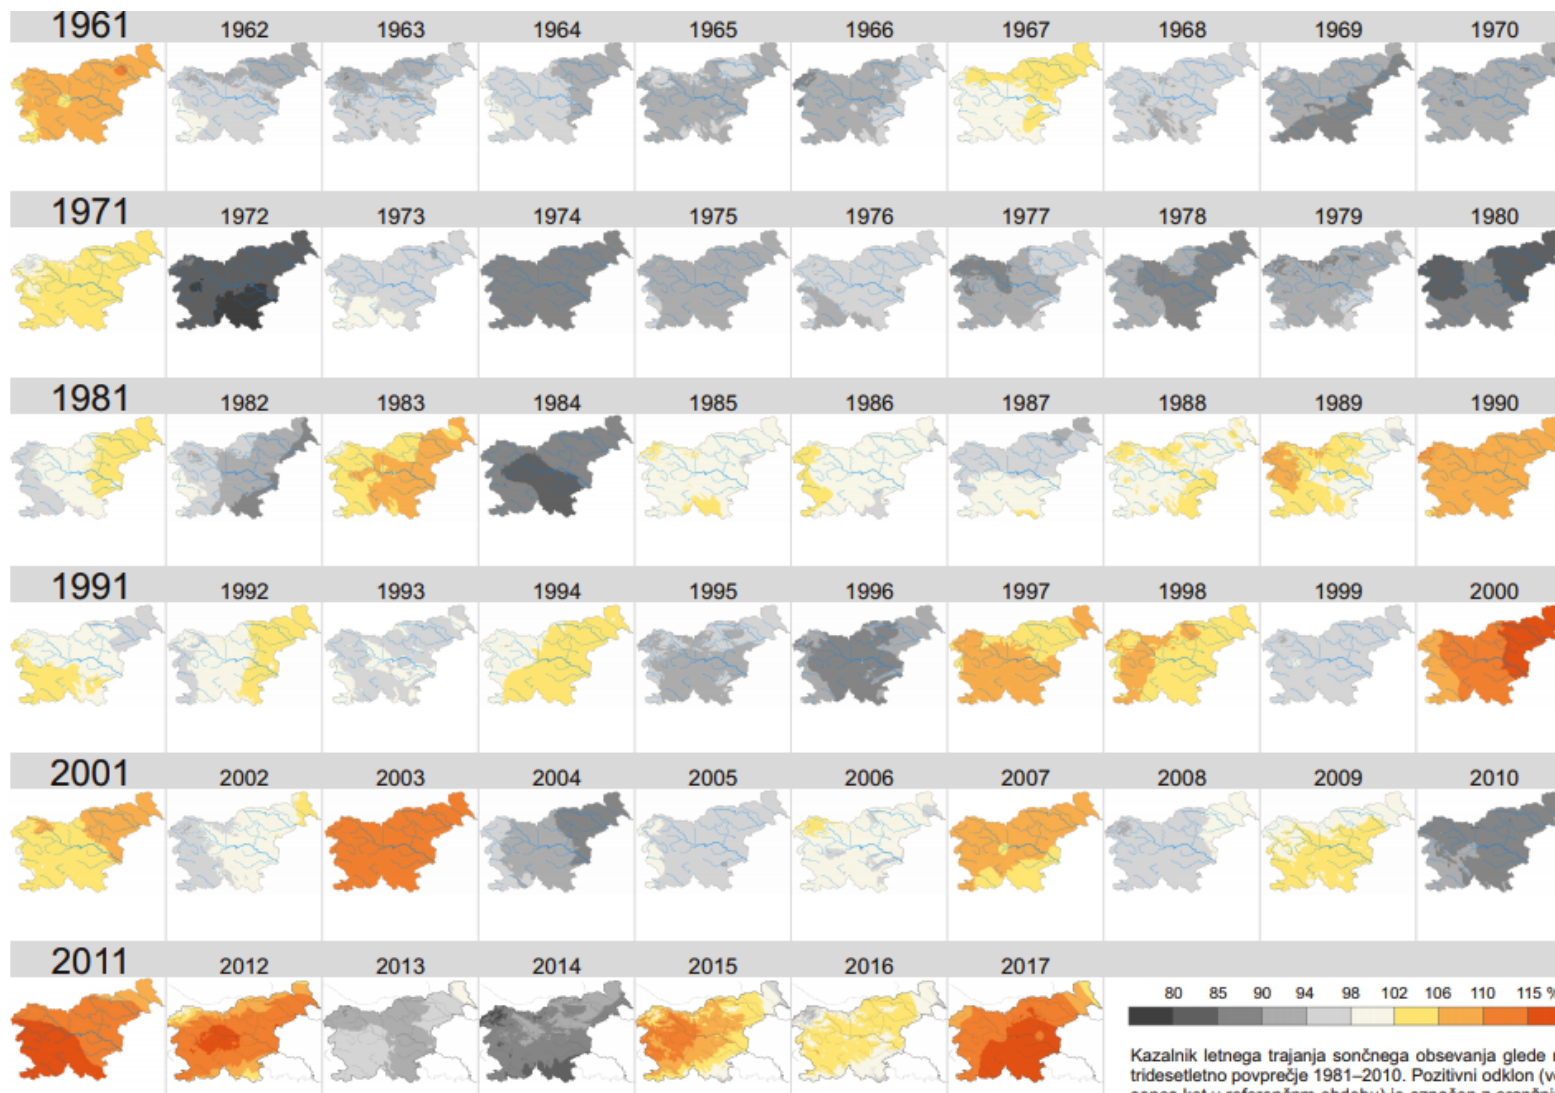 1961 1962 1963 1964 1965 1966 1967 1968 1969 1970
1971 1972 1973 1974 1975 1976 1977 1978 1979 1980
1981 1982 1983 1984 1985 1986 1987 1988 1989 1990
1991 1992 1993 1994 1995 1996 1997 1998 1999 2000
2001 2002 2003 2004 2005 2006 2007 2008 2009 2010
2011 2012 2013 2014 2015 2016 2017
80 85 90 94 98 102 106 110 115 %
Kazalnik letnega trajanja sončnega obsevanja glede
tridesetletno povprečje 1981–2010. Pozitivni odklon